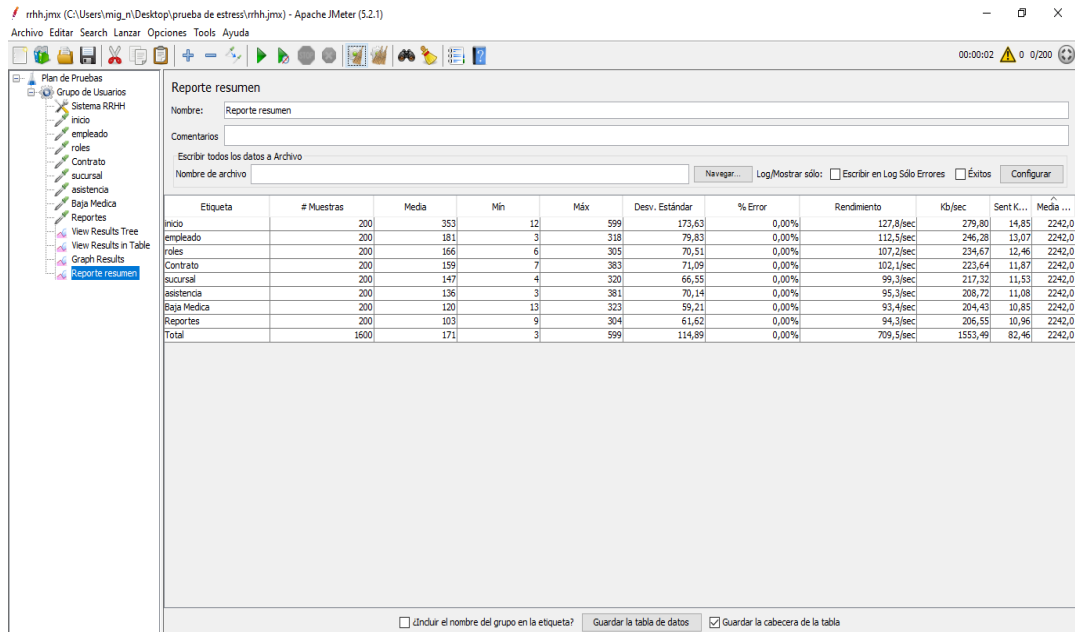 rrhh.jmx (C:\Users\mig_n\Desktop\prueba de estress\rrhh.jmx) - Apache JMeter (5.2.1)
Archivo Editar Search Lanzar Opciones Tools Ayuda
00:00:02 0 0/200
Plan de Pruebas
Grupo de Usuarios
Sistema RRHH
inicio
empleado
roles
Contrato
sucursal
asistencia
Baja Medica
Reportes
View Results Tree
View Results in Table
Graph Results
Reporte resumen
Reporte resumen
Nombre: Reporte resumen
Comentarios
Escribir todos los datos a Archivo
Nombre de archivo Navegar... Log/Mostrar sólo: Escribir en Log Sólo Errores Éxitos Configurar
Etiqueta # Muestras Media Mín Máx Desv. Estándar % Error Rendimiento Kb/sec Sent K... Media ...
inicio 200 353 12 599 173,63 0,00% 127,8/sec 279,80 14,85 2242,0
empleado 200 181 3 318 79,83 0,00% 112,5/sec 246,28 13,07 2242,0
roles 200 166 6 305 70,51 0,00% 107,2/sec 234,67 12,46 2242,0
Contrato 200 159 7 383 71,09 0,00% 102,1/sec 223,64 11,87 2242,0
sucursal 200 147 4 320 66,55 0,00% 99,3/sec 217,32 11,53 2242,0
asistencia 200 136 3 381 70,14 0,00% 95,3/sec 208,72 11,08 2242,0
Baja Medica 200 120 13 323 59,21 0,00% 93,4/sec 204,43 10,85 2242,0
Reportes 200 103 9 304 61,62 0,00% 94,3/sec 206,55 10,96 2242,0
Total 1600 171 3 599 114,89 0,00% 709,5/sec 1553,49 82,46 2242,0
¿Incluir el nombre del grupo en la etiqueta? Guardar la tabla de datos Guardar la cabecera de la tabla